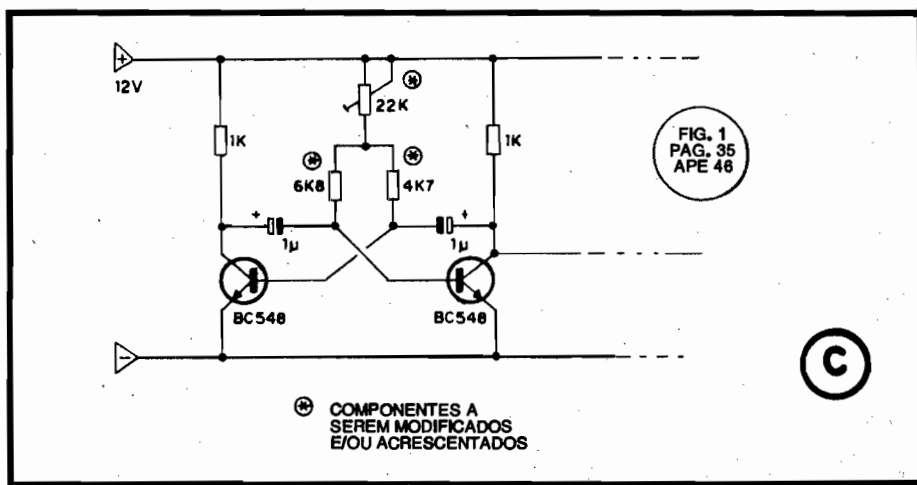 +
12V
1K
22K
1K
6K8
4K7
+
1µ
+
1µ
BC548
BC548
-
FIG. 1
PAG. 35
APE 46
C
COMPONENTES A
SEREM MODIFICADOS
E/OU ACRESCENTADOS